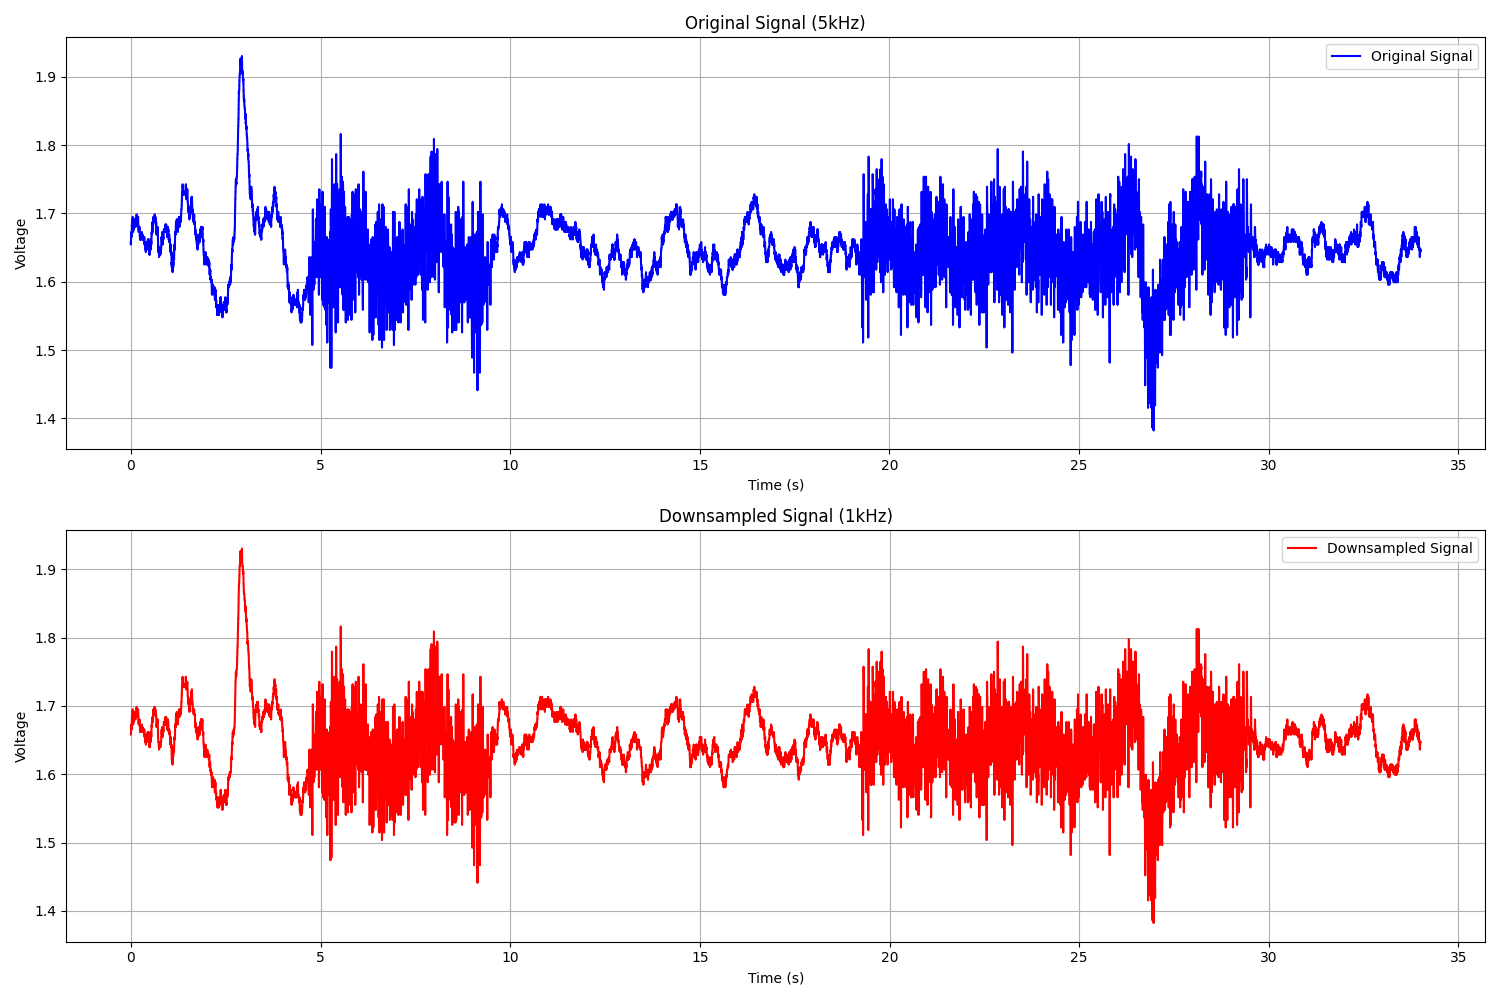 Original Signal (5kHz)
Original Signal
1.9
1.8
1.7
1.6
1.5
1.4
Voltage
0 5 10 15 20 25 30 35
Time (s)
Downsampled Signal (1kHz)
Downsampled Signal
1.9
1.8
1.7
1.6
1.5
1.4
Voltage
0 5 10 15 20 25 30 35
Time (s)